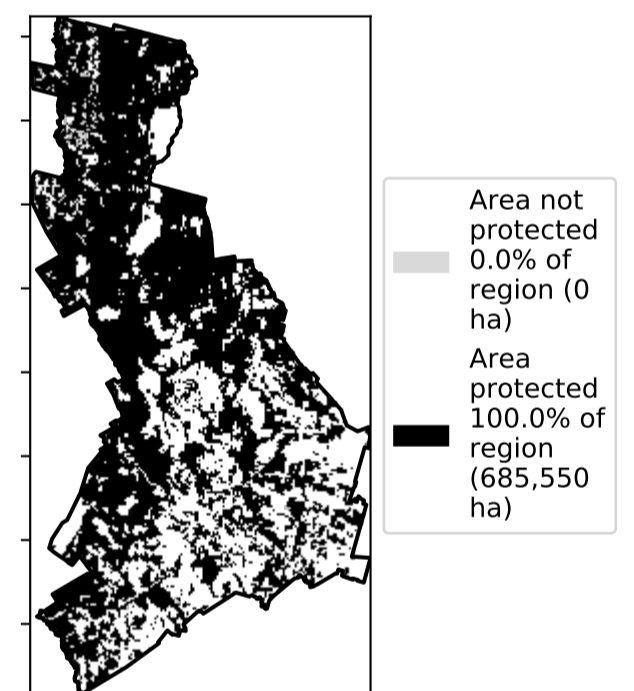 Area not
protected
0.0% of
region (0
ha)
Area
protected
100.0% of
region
(685,550
ha)